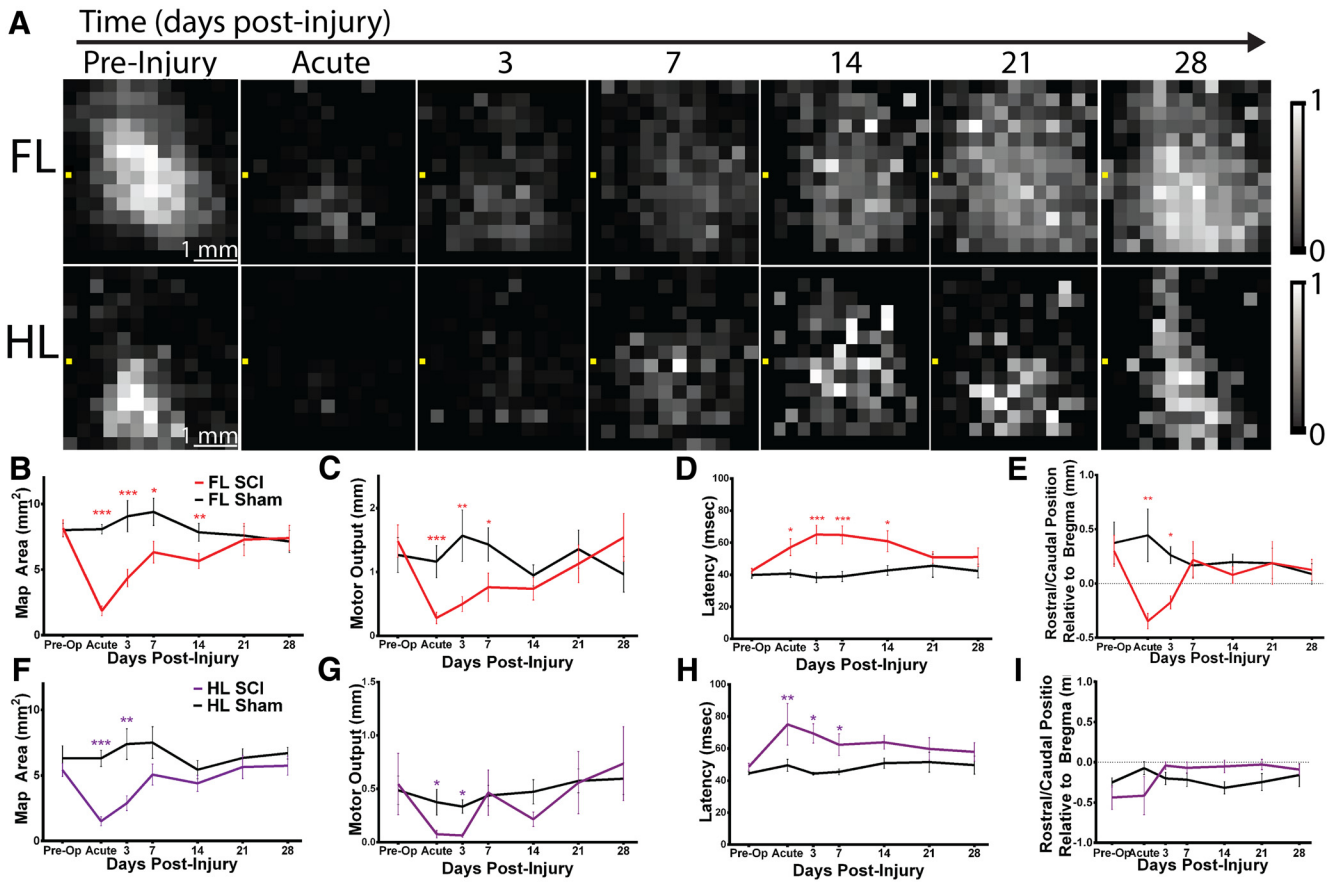 A
Time (days post-injury)
Pre-Injury Acute 3 7 14 21 28
FL
1 mm
1
0
HL
1 mm
1
0
B
Map Area (mm2)
10
5
0
*** *** * **
FL SCI
FL Sham
Pre-Op Acute 3 7 14 21 28
Days Post-Injury
C
Motor Output (mm)
2
1
0
*** ** *
Pre-Op Acute 3 7 14 21 28
Days Post-Injury
D
Latency (msec)
100
80
60
40
20
0
* *** *** *
Pre-Op Acute 3 7 14 21 28
Days Post-Injury
E
Rostral/Caudal Position
Relative to Bregma (mm)
1.0
0.5
0.0
-0.5
** *
Pre-Op Acute 3 7 14 21 28
Days Post-Injury
F
Map Area (mm2)
10
5
0
*** **
HL SCI
HL Sham
Pre-Op Acute 3 7 14 21 28
Days Post-Injury
G
Motor Output (mm)
1.5
1.0
0.5
0.0
* *
Pre-Op Acute 3 7 14 21 28
Days Post-Injury
H
Latency (msec)
100
80
60
40
20
0
** * *
Pre-Op Acute 3 7 14 21 28
Days Post-Injury
I
Rostral/Caudal Positio
Relative to Bregma (m
1.0
0.5
0.0
-0.5
-1.0
Pre-Op Acute 3 7 14 21 28
Days Post-Injury